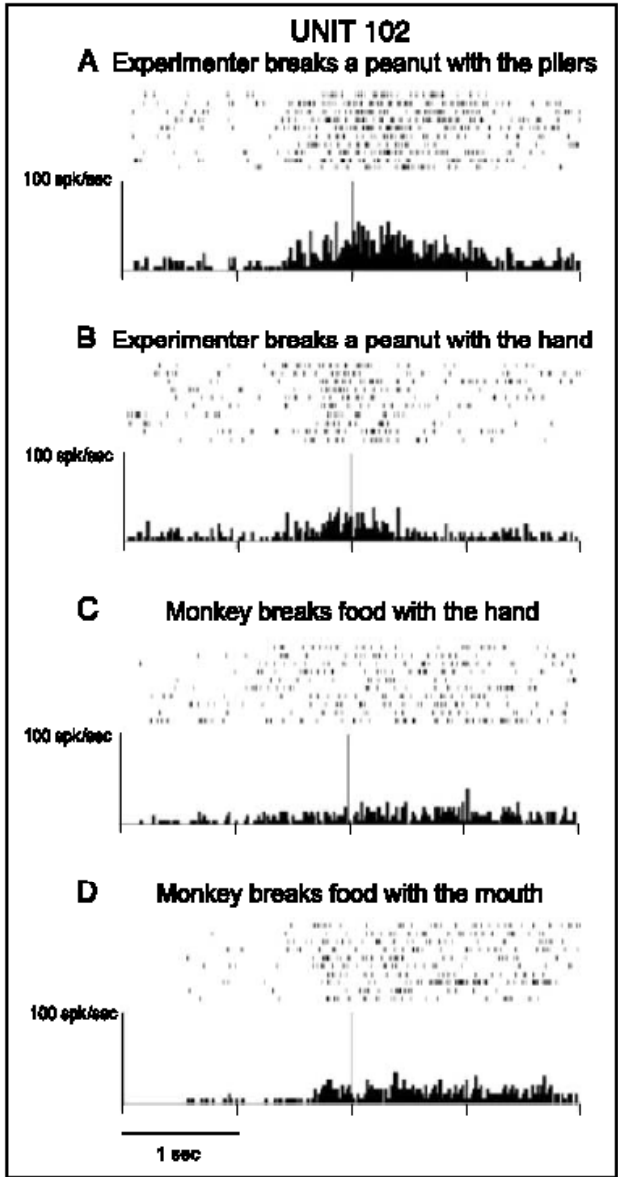 UNIT 102
A Experimenter breaks a peanut with the pliers
100 spk/sec
B Experimenter breaks a peanut with the hand
100 spk/sec
C Monkey breaks food with the hand
100 spk/sec
D Monkey breaks food with the mouth
100 spk/sec
1 sec